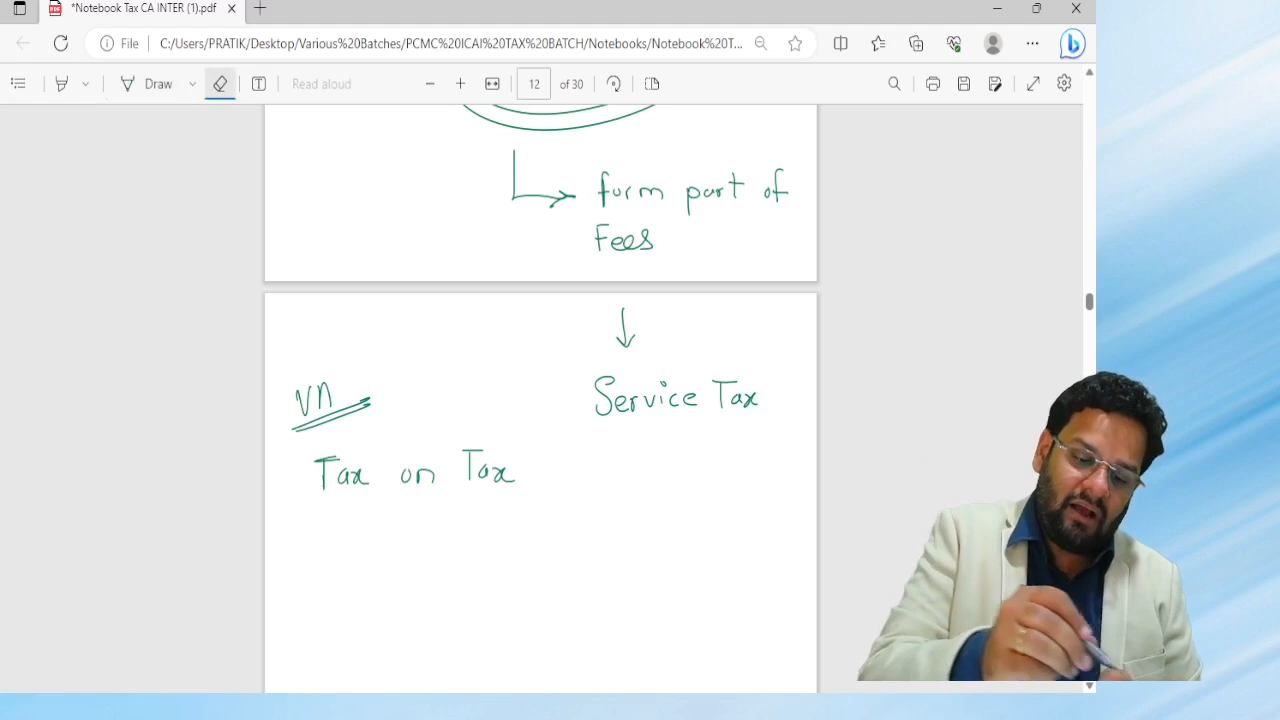 *Notebook Tax CA INTER (1).pdf
File C:/Users/PRATIK/Desktop/Various%20Batches/PCMC%20ICAI%20TAX%20BATCH/Notebooks/Notebook%20T...
Draw Read aloud 12 of 30
form part of
Fees
Service Tax
Tax on Tax